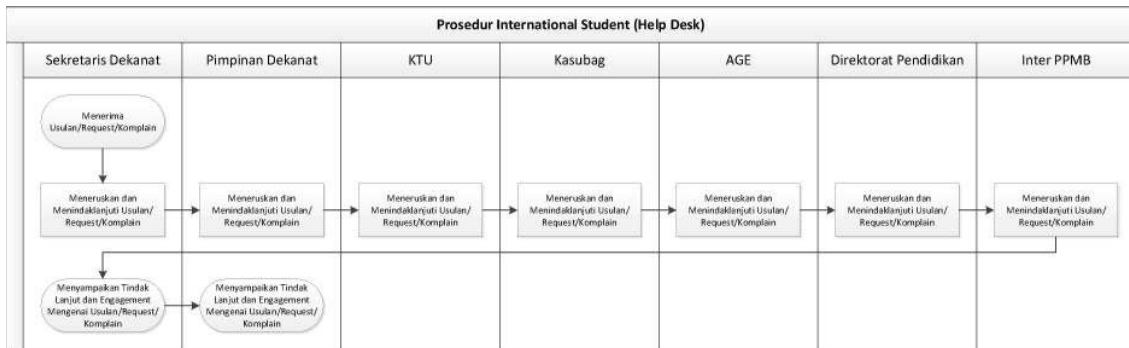 Prosedur International Student (Help Desk)
Sekretaris Dekanat
Pimpinan Dekanat
KTU
Kasubag
AGE
Direktorat Pendidikan
Inter PPMB
Menerima
Usulan/Request/Komplain
Meneruskan dan
Menindaklanjuti Usulan/
Request/Komplain
Meneruskan dan
Menindaklanjuti Usulan/
Request/Komplain
Meneruskan dan
Menindaklanjuti Usulan/
Request/Komplain
Meneruskan dan
Menindaklanjuti Usulan/
Request/Komplain
Meneruskan dan
Menindaklanjuti Usulan/
Request/Komplain
Meneruskan dan
Menindaklanjuti Usulan/
Request/Komplain
Meneruskan dan
Menindaklanjuti Usulan/
Request/Komplain
Menyampaikan Tindak
Lanjut dan Engagement
Mengenai Usulan/Request/
Komplain
Menyampaikan Tindak
Lanjut dan Engagement
Mengenai Usulan/Request/
Komplain